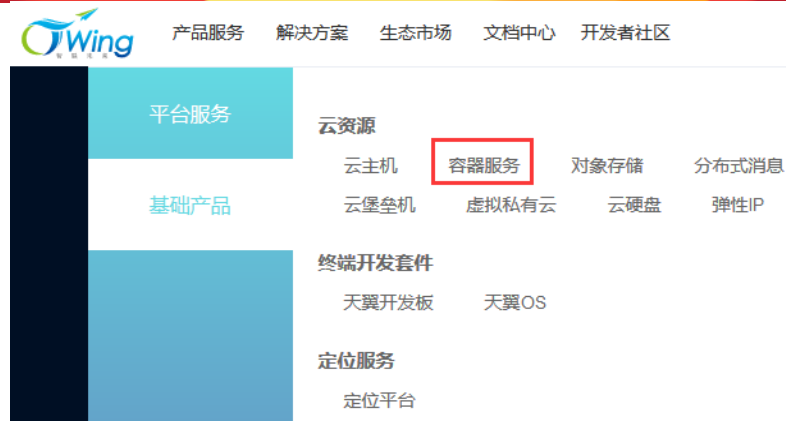 CTWing 产品服务 解决方案 生态市场 文档中心 开发者社区
平台服务
云资源
云主机 容器服务 对象存储 分布式消息
基础产品 云堡垒机 虚拟私有云 云硬盘 弹性IP
终端开发套件
天翼开发板 天翼OS
定位服务
定位平台